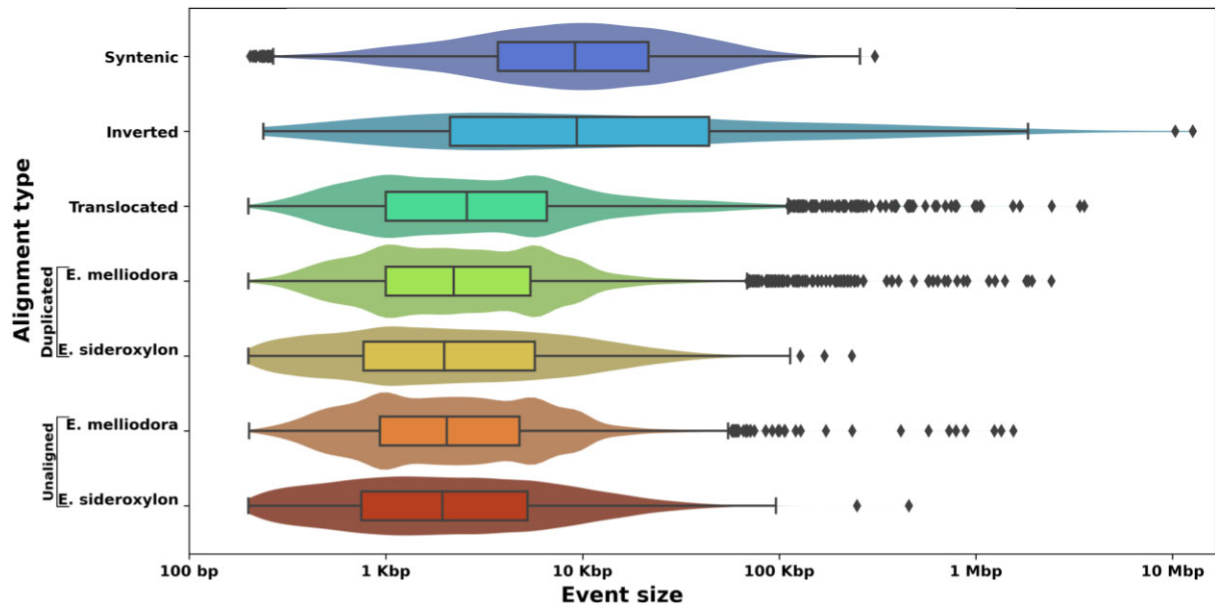 Alignment type
Syntenic
Inverted
Translocated
Duplicated
E. melliodora
E. sideroxylon
Unaligned
E. melliodora
E. sideroxylon
100 bp
1 Kbp
10 Kbp
100 Kbp
1 Mbp
10 Mbp
Event size